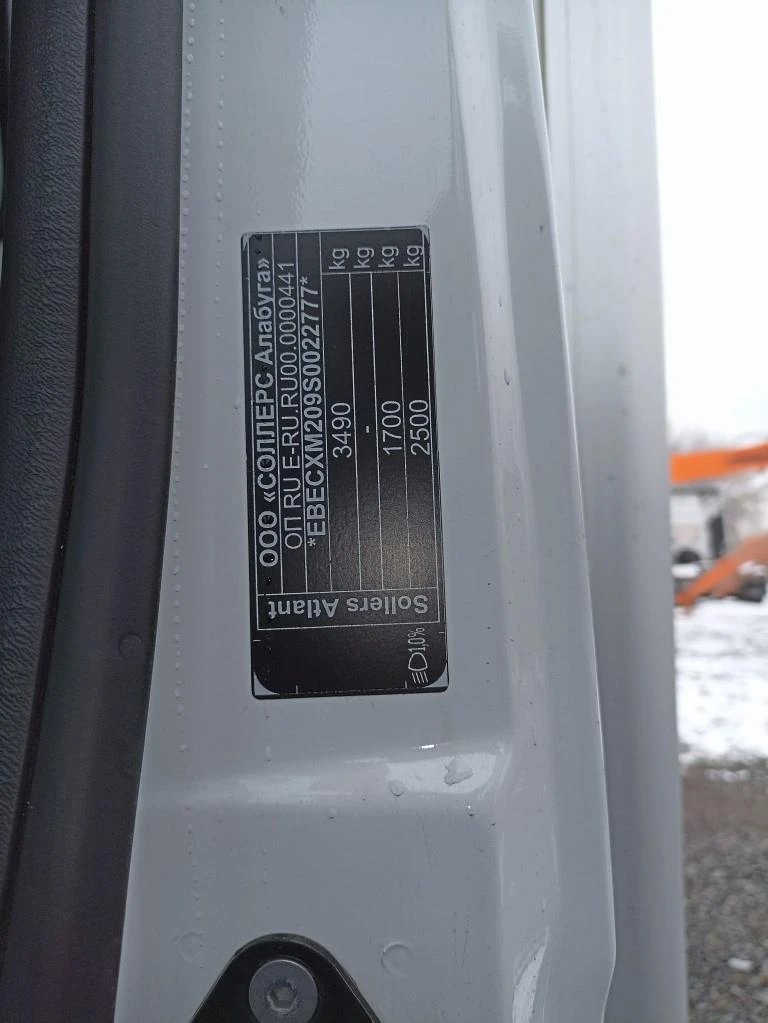 ООО «СОЛЛЕРС Алабуга»
ОП RU E-RU.RU00.0000441
*EBECXM209S0022777*
3490 kg
- kg
1700 kg
2500 kg
Sollers Atlant
1,0%